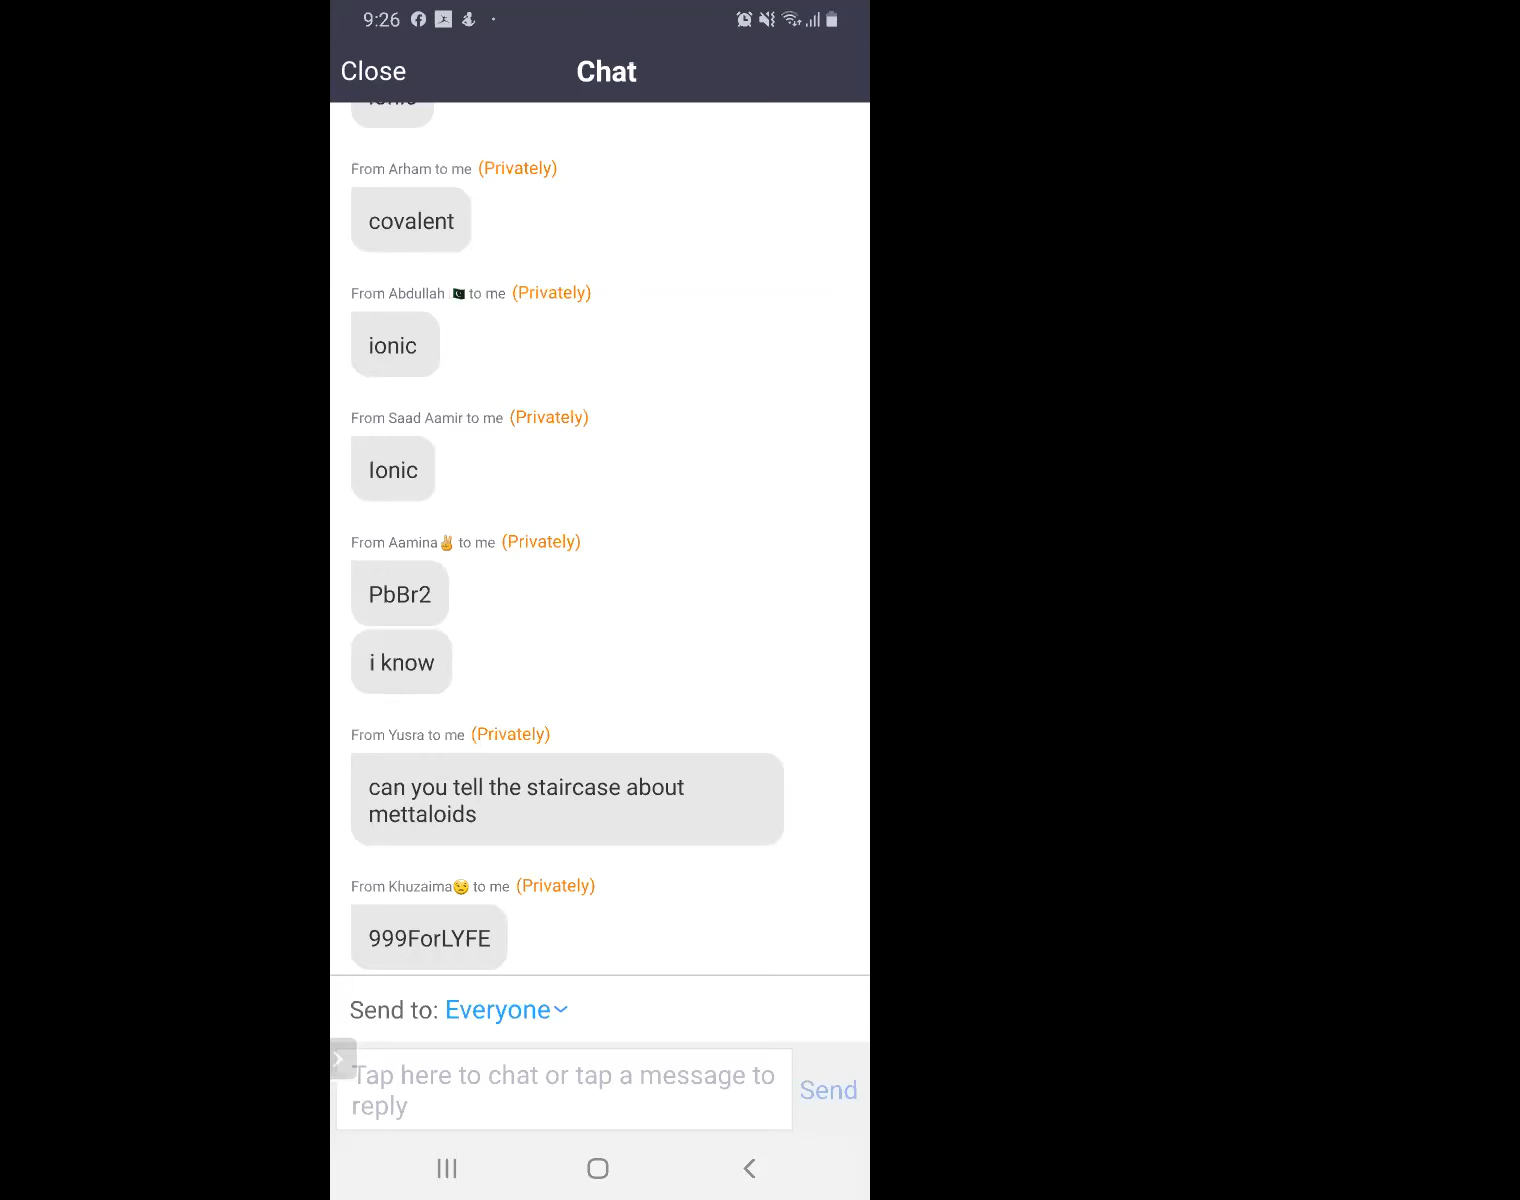 9:26
Close
Chat
ionic
From Arham to me (Privately)
covalent
From Abdullah 🇵🇰 to me (Privately)
ionic
From Saad Aamir to me (Privately)
Ionic
From Aamina✌ to me (Privately)
PbBr2
i know
From Yusra to me (Privately)
can you tell the staircase about
mettaloids
From Khuzaima😒 to me (Privately)
999ForLYFE
Send to: Everyone
Tap here to chat or tap a message to
reply
Send